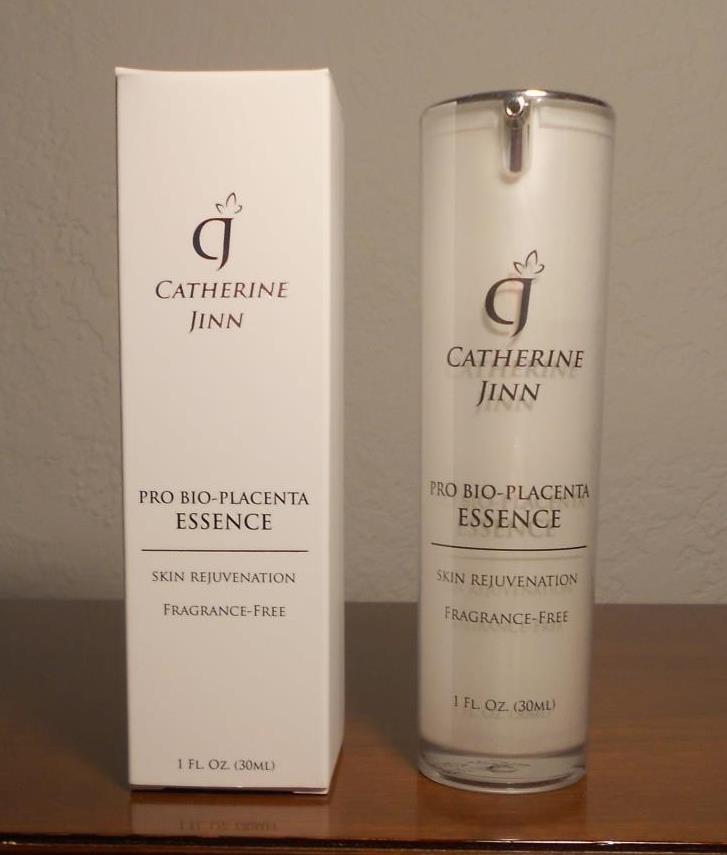 CJ
CATHERINE
JINN
PRO BIO-PLACENTA
ESSENCE
SKIN REJUVENATION
FRAGRANCE-FREE
1 FL. OZ. (30ML)
CJ
CATHERINE
JINN
PRO BIO-PLACENTA
ESSENCE
SKIN REJUVENATION
FRAGRANCE-FREE
1 FL. OZ. (30ML)